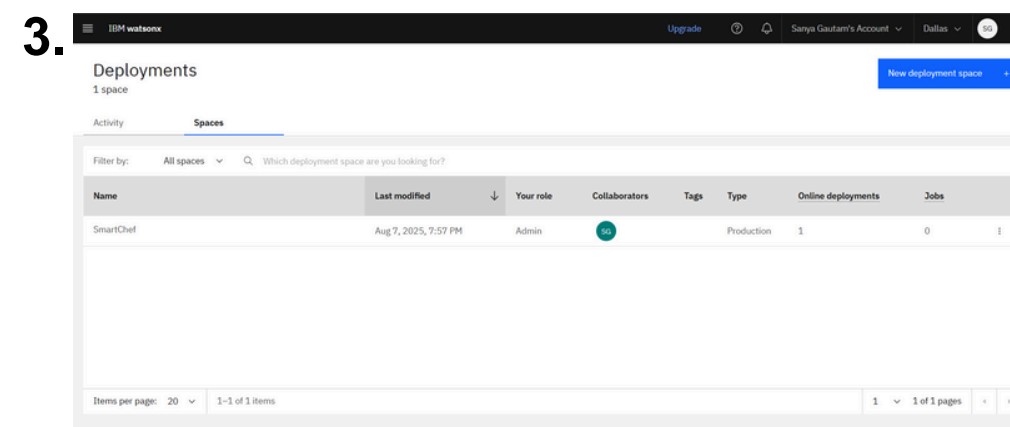 3.
IBM watsonx Upgrade Sanya Gautam's Account Dallas SG
Deployments
1 space
New deployment space +
Activity Spaces
Filter by: All spaces Which deployment space are you looking for?
Name Last modified Your role Collaborators Tags Type Online deployments Jobs
SmartChef Aug 7, 2025, 7:57 PM Admin SG Production 1 0
Items per page: 20 1–1 of 1 items 1 1 of 1 pages